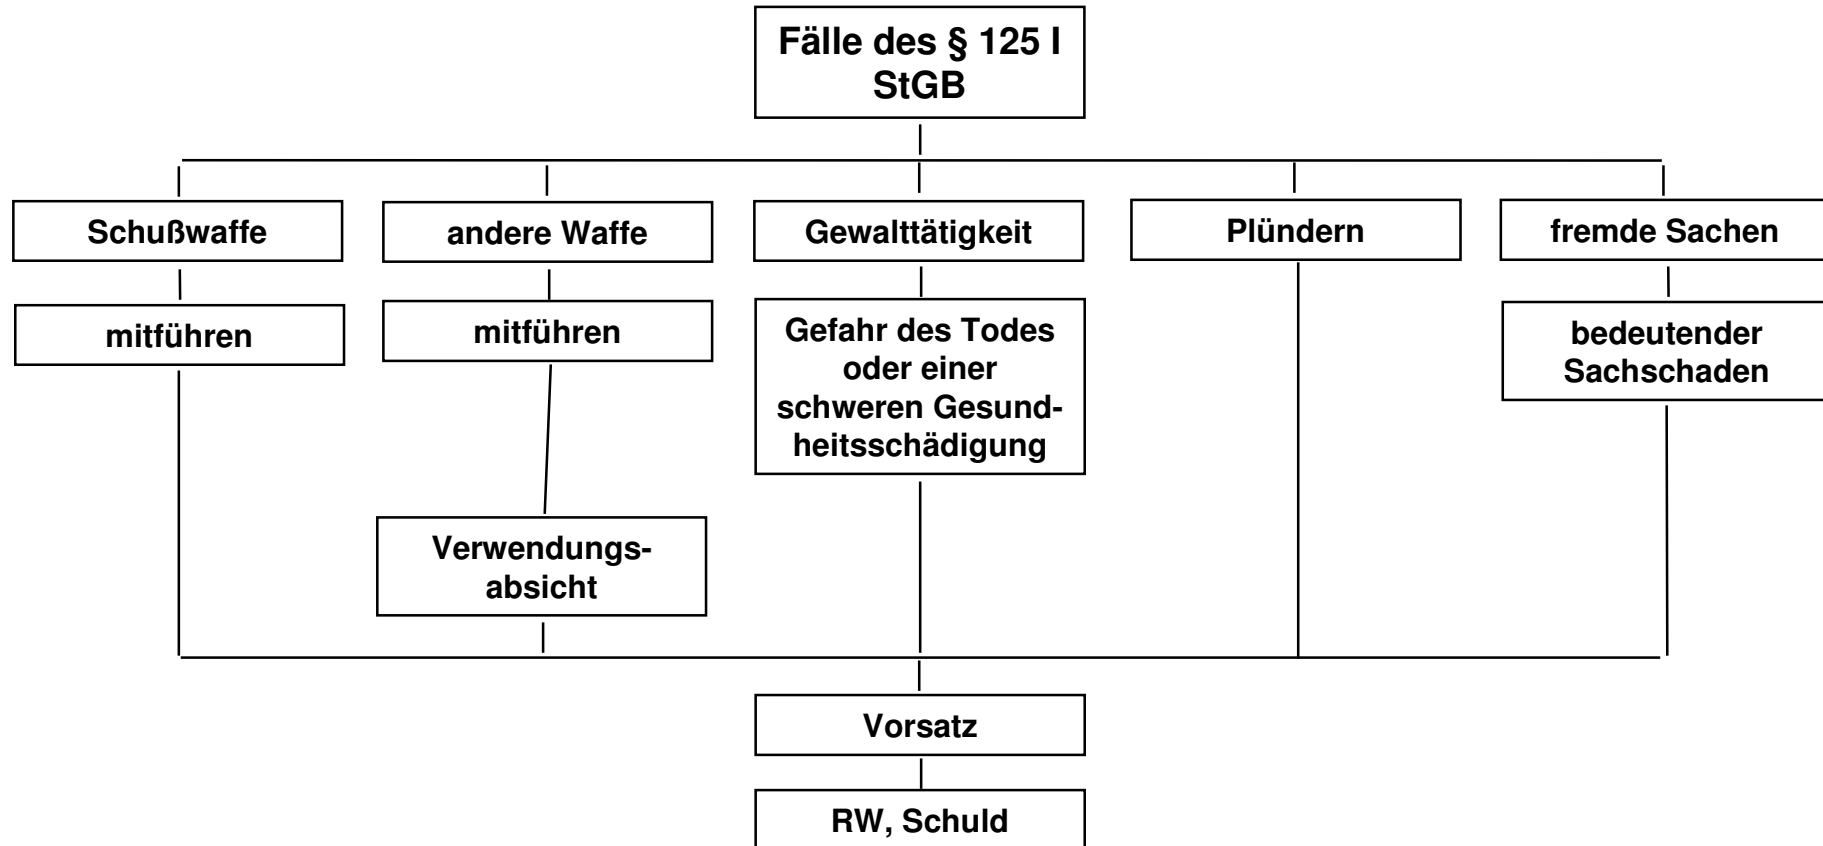 Fälle des § 125 I
StGB
Schußwaffe
andere Waffe
Gewalttätigkeit
Plündern
fremde Sachen
mitführen
mitführen
Gefahr des Todes
oder einer
schweren Gesund-
heitsschädigung
bedeutender
Sachschaden
Verwendungs-
absicht
Vorsatz
RW, Schuld